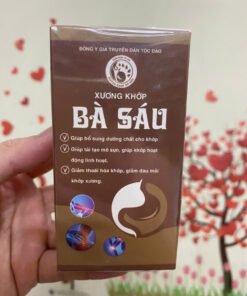 ĐÔNG Y GIA TRUYỀN DÂN TỘC DAO
XƯƠNG KHỚP
BÀ SÁU
Giúp bổ sung dưỡng chất cho khớp
Giúp tái tạo mô sụn, giúp khớp hoạt
động linh hoạt.
Giảm thoái hóa khớp, giảm đau mỏi
khớp xương.